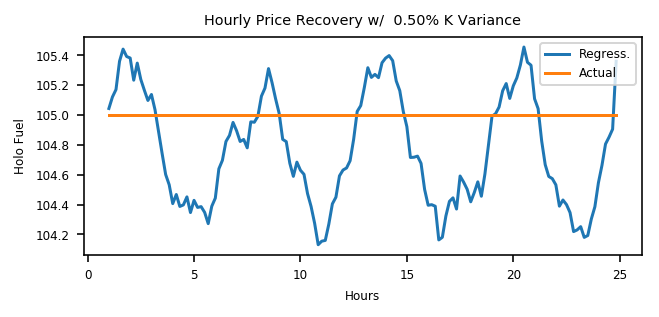 Hourly Price Recovery w/  0.50% K Variance
Holo Fuel
105.4
105.2
105.0
104.8
104.6
104.4
104.2
Regress.
Actual
0 5 10 15 20 25
Hours